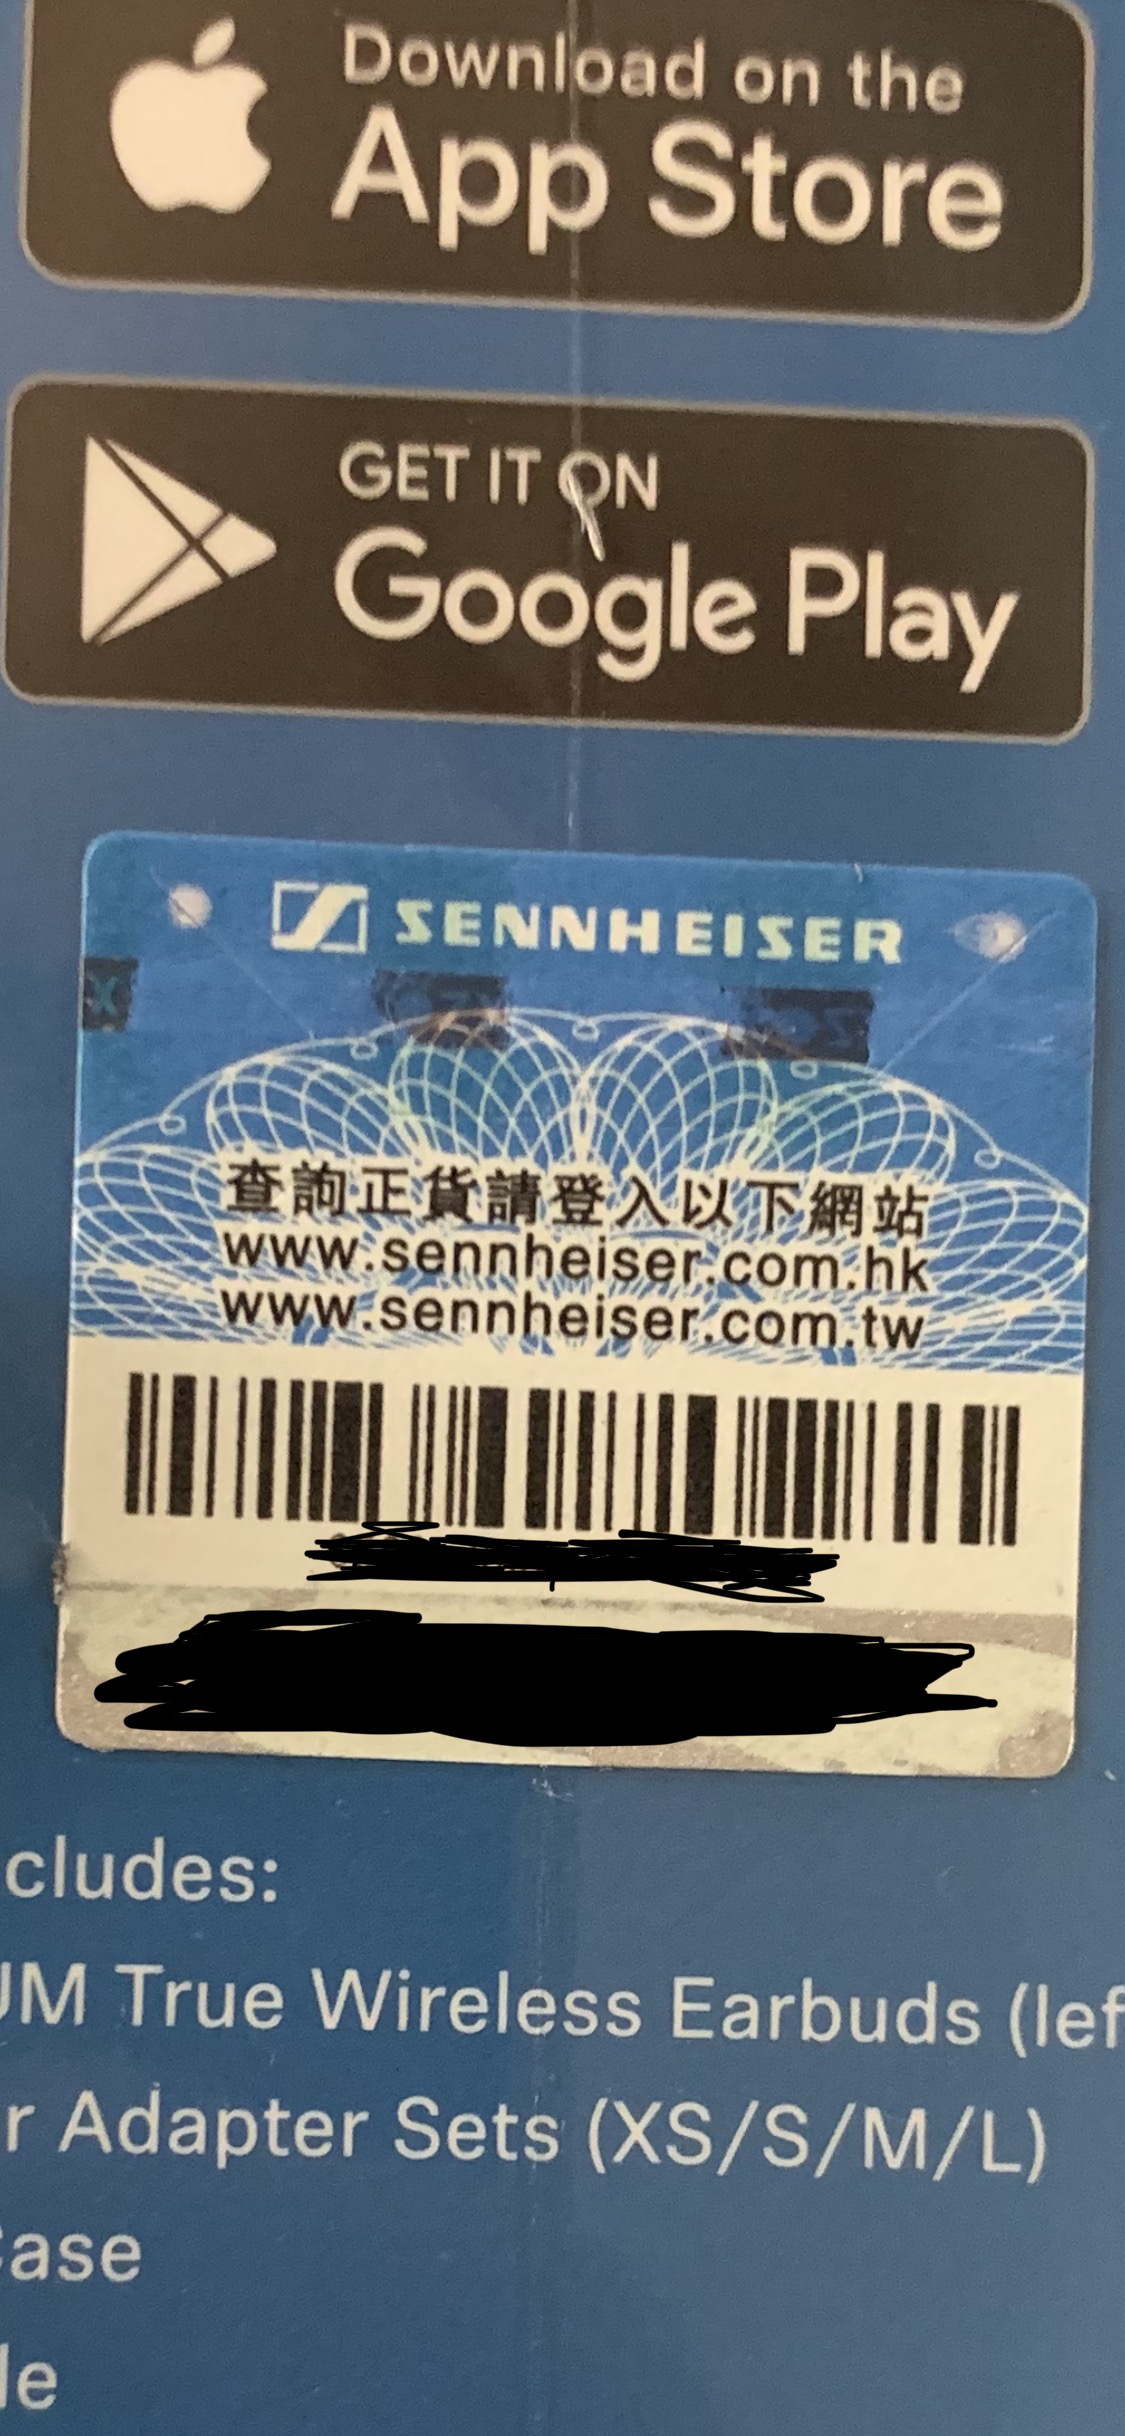 Download on the
App Store
GET IT ON
Google Play
SENNHEISER
查詢正貨請登入以下網站
www.sennheiser.com.hk
www.sennheiser.com.tw
cludes:
UM True Wireless Earbuds (lef
r Adapter Sets (XS/S/M/L)
Case
le